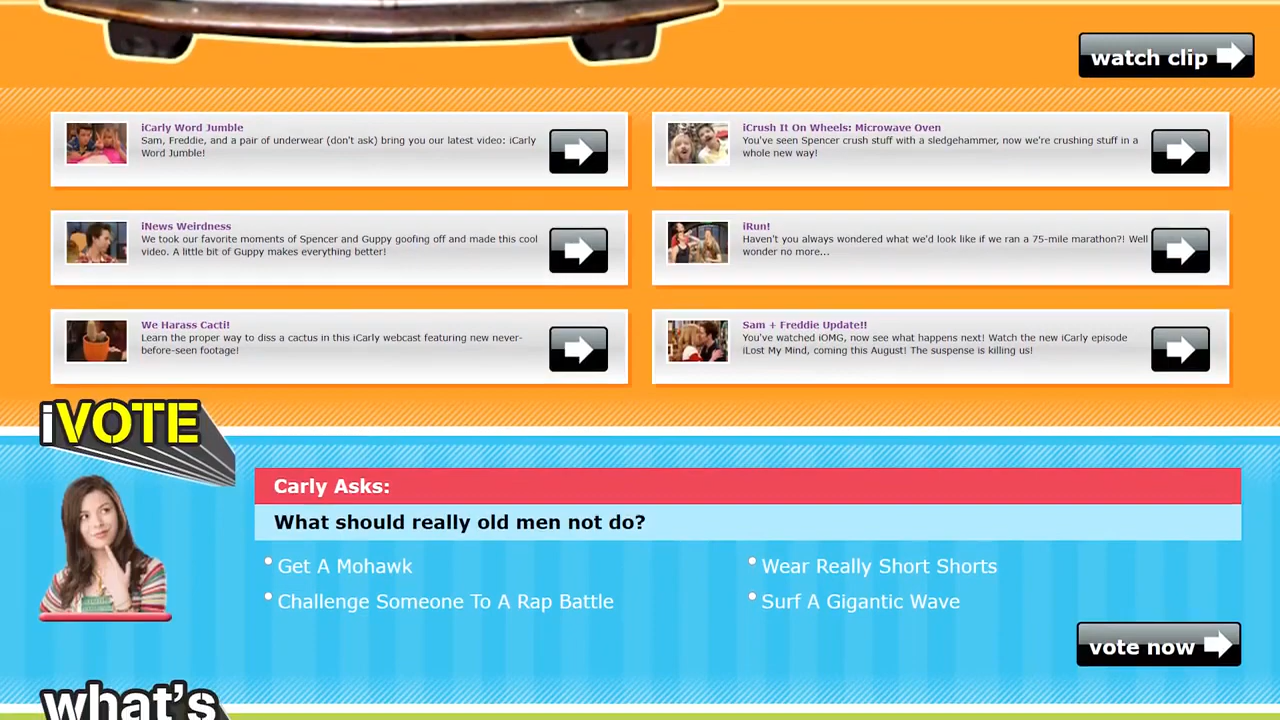 watch clip
iCarly Word Jumble
Sam, Freddie, and a pair of underwear (don't ask) bring you our latest video: iCarly
Word Jumble!
iCrush It On Wheels: Microwave Oven
You've seen Spencer crush stuff with a sledgehammer, now we're crushing stuff in a
whole new way!
iNews Weirdness
We took our favorite moments of Spencer and Guppy goofing off and made this cool
video. A little bit of Guppy makes everything better!
iRun!
Haven't you always wondered what we'd look like if we ran a 75-mile marathon?! Well
wonder no more...
We Harass Cacti!
Learn the proper way to diss a cactus in this iCarly webcast featuring new never-
before-seen footage!
Sam + Freddie Update!!
You've watched iOMG, now see what happens next! Watch the new iCarly episode
iLost My Mind, coming this August! The suspense is killing us!
iVOTE
Carly Asks:
What should really old men not do?
Get A Mohawk
Wear Really Short Shorts
Challenge Someone To A Rap Battle
Surf A Gigantic Wave
vote now
what's